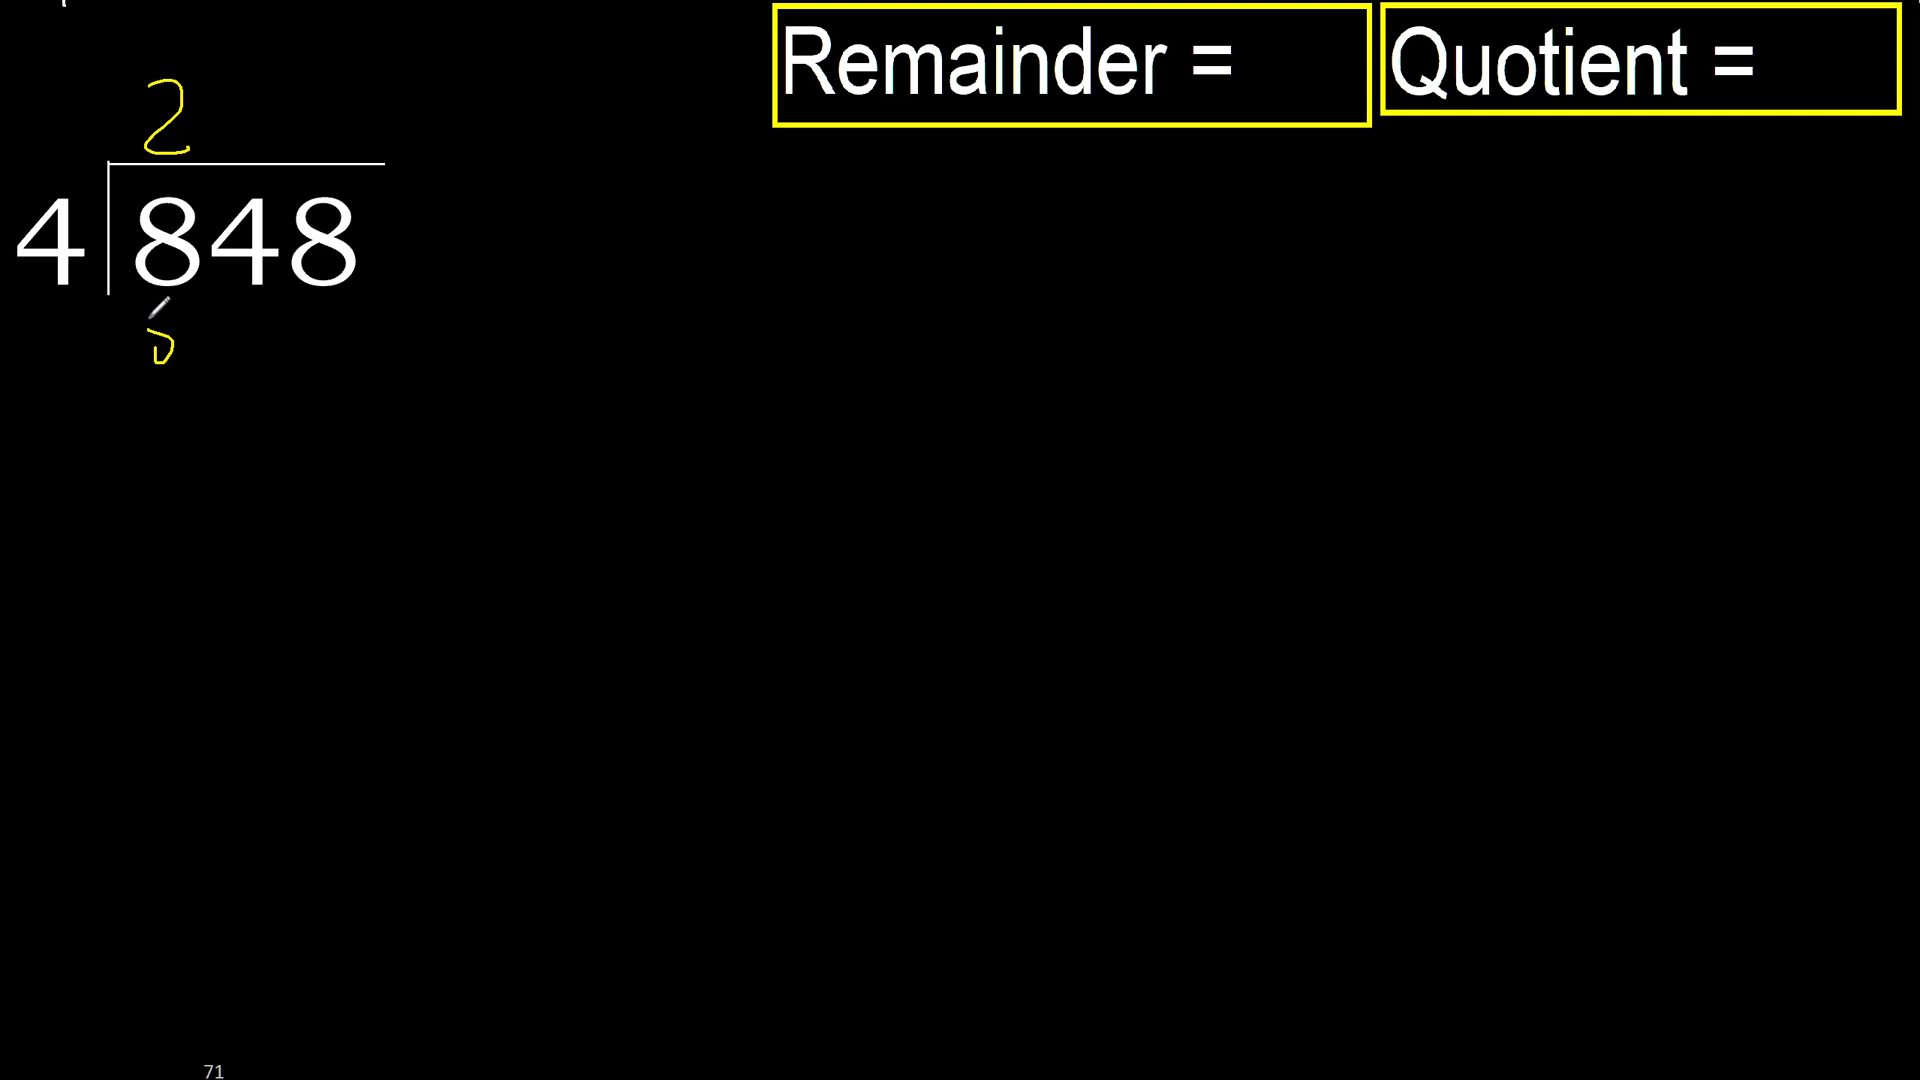 Remainder = Quotient =
2
4 848
71